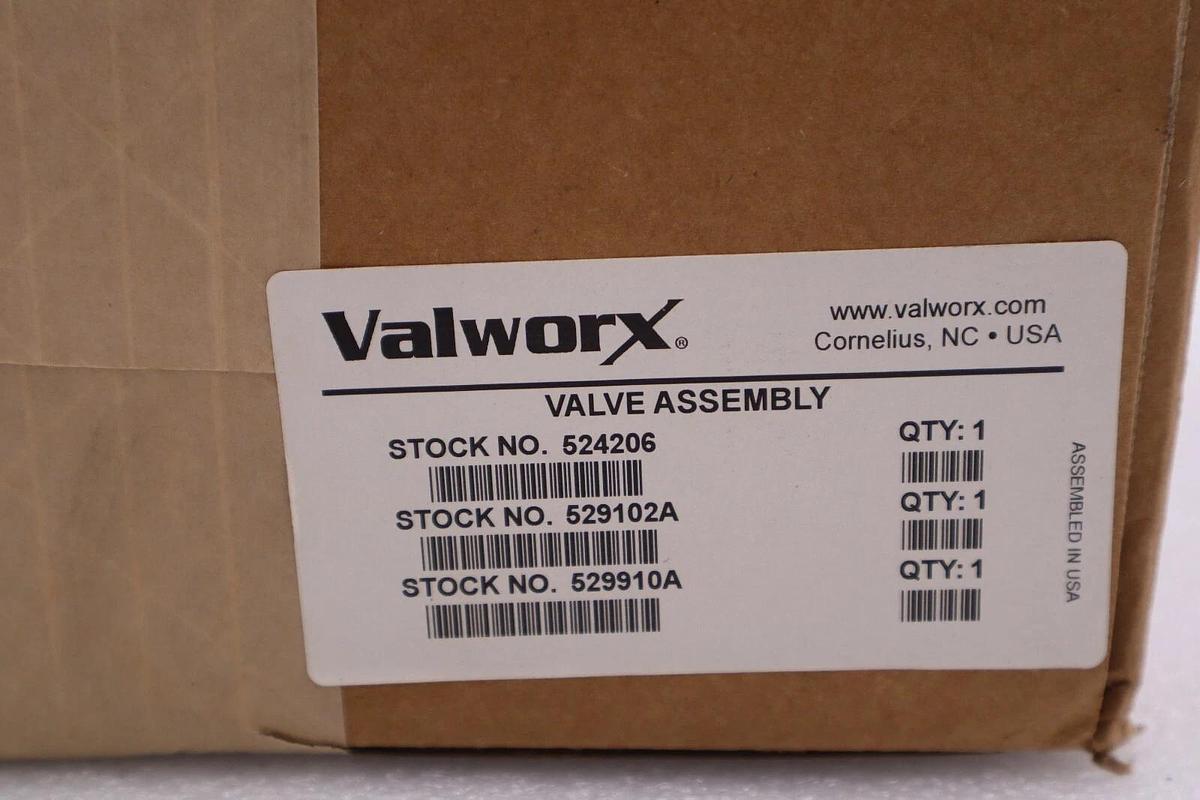 Valworx®
www.valworx.com
Cornelius, NC • USA
VALVE ASSEMBLY
STOCK NO. 524206
QTY: 1
STOCK NO. 529102A
QTY: 1
STOCK NO. 529910A
QTY: 1
ASSEMBLED IN USA